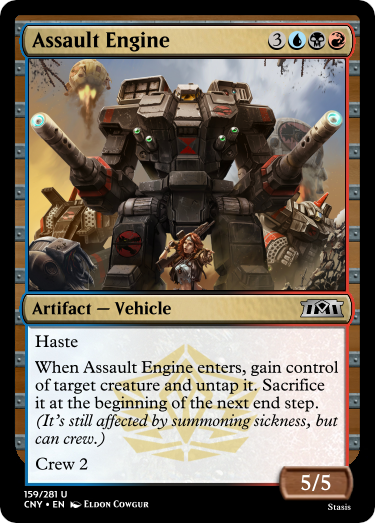 Assault Engine 3
Artifact — Vehicle
Haste
When Assault Engine enters, gain control
of target creature and untap it. Sacrifice
it at the beginning of the next end step.
(It's still affected by summoning sickness, but
can crew.)
Crew 2
5/5
159/281 U
CNY • EN Eldon Cowgur
Stasis